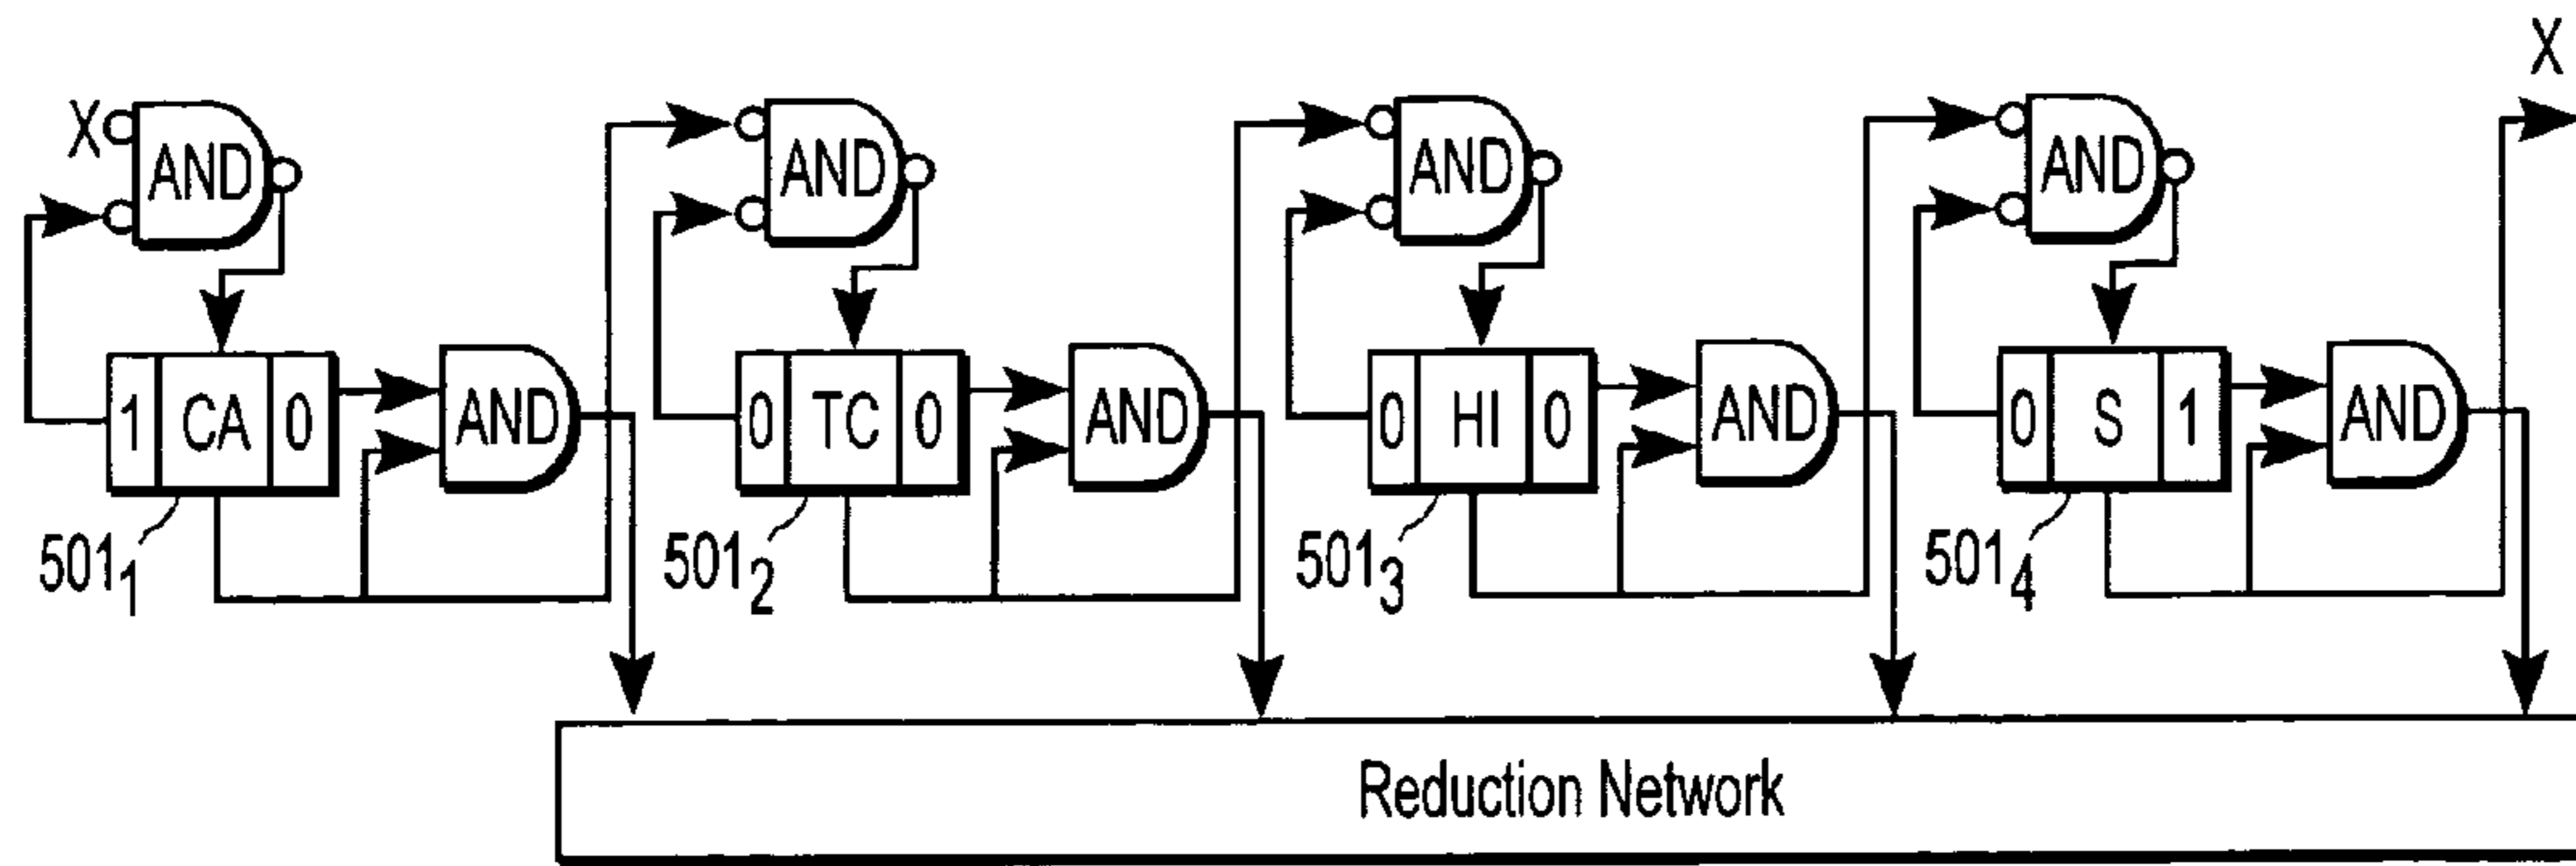 X
X
AND
AND
AND
AND
1 CA 0
AND
0 TC 0
AND
0 HI 0
AND
0 S 1
AND
501₁
501₂
501₃
501₄
Reduction Network